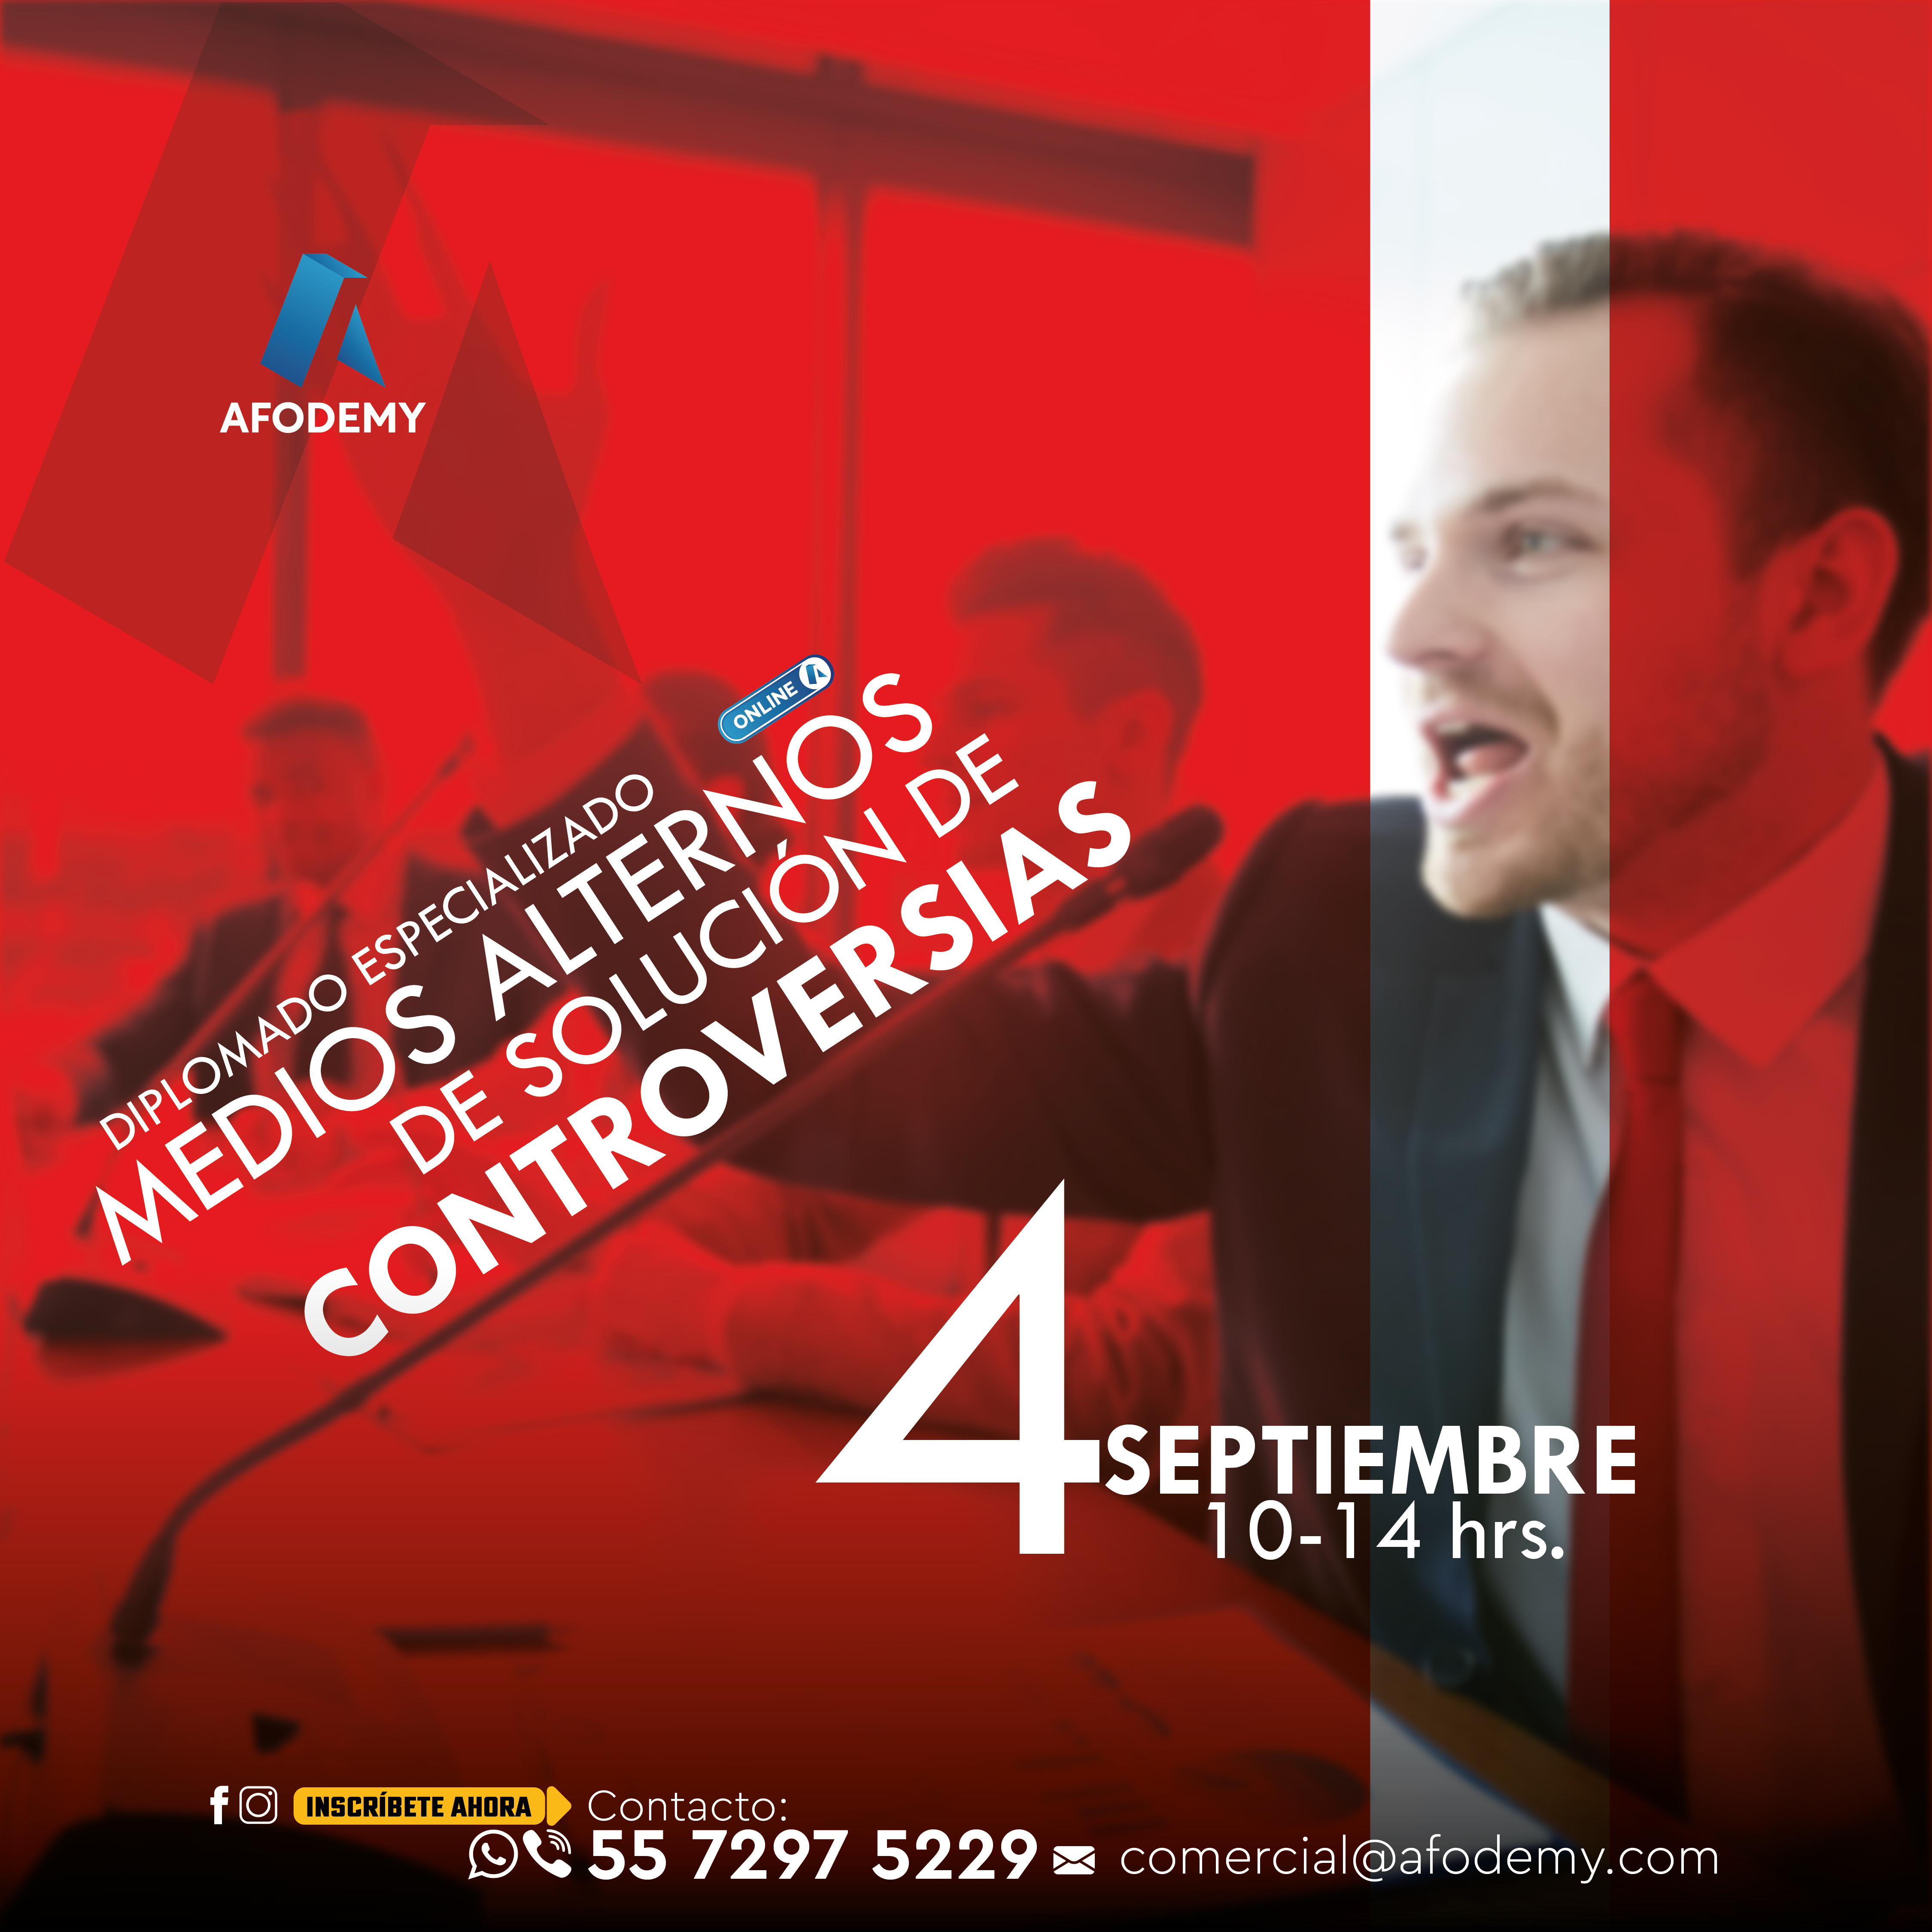 AFODEMY
ONLINE
DIPLOMADO ESPECIALIZADO
MEDIOS ALTERNOS
DE SOLUCIÓN DE
CONTROVERSIAS
4 SEPTIEMBRE
10-14 hrs.
INSCRÍBETE AHORA Contacto:
55 7297 5229 comercial@afodemy.com